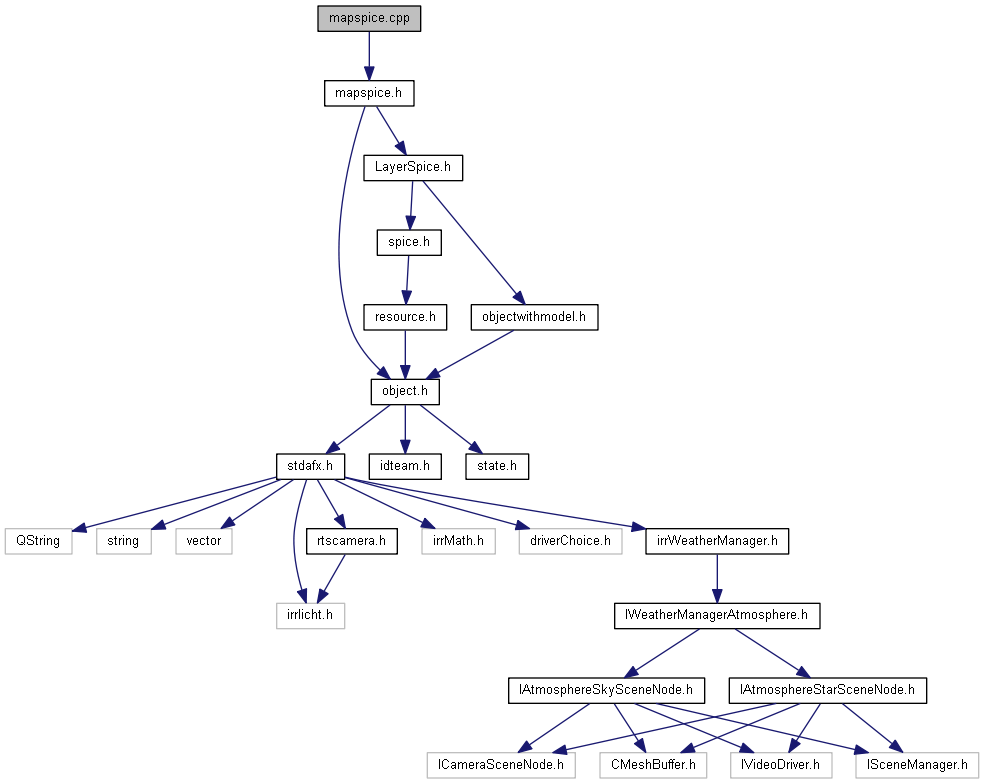 mapspice.cpp
mapspice.h
LayerSpice.h
spice.h
resource.h
objectwithmodel.h
object.h
stdafx.h
idteam.h
state.h
QString
string
vector
rtscamera.h
irrMath.h
driverChoice.h
irrWeatherManager.h
irrlicht.h
IWeatherManagerAtmosphere.h
IAtmosphereSkySceneNode.h
IAtmosphereStarSceneNode.h
ICameraSceneNode.h
CMeshBuffer.h
IVideoDriver.h
ISceneManager.h